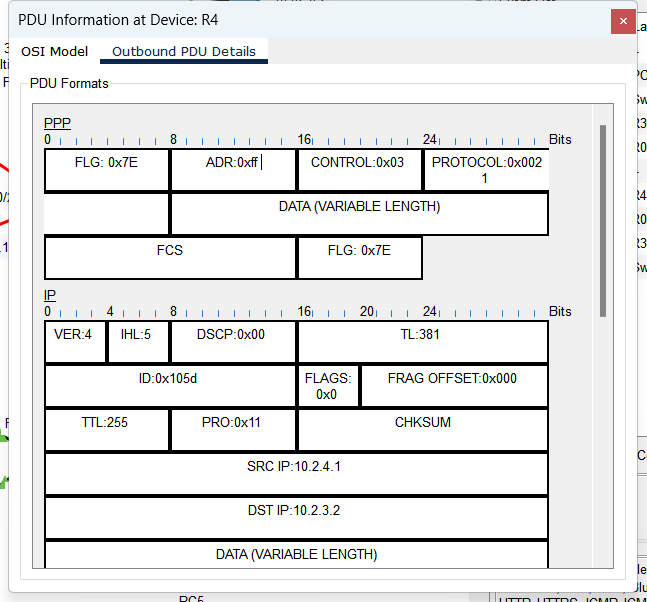 PDU Information at Device: R4
×
OSI Model Outbound PDU Details
PDU Formats
PPP
0 8 16 24 Bits
FLG: 0x7E ADR:0xff CONTROL:0x03 PROTOCOL:0x002
1
DATA (VARIABLE LENGTH)
FCS FLG: 0x7E
IP
0 4 8 16 20 24 Bits
VER:4 IHL:5 DSCP:0x00 TL:381
ID:0x105d FLAGS: FRAG OFFSET:0x000
0x0
TTL:255 PRO:0x11 CHKSUM
SRC IP:10.2.4.1
DST IP:10.2.3.2
DATA (VARIABLE LENGTH)
PC5